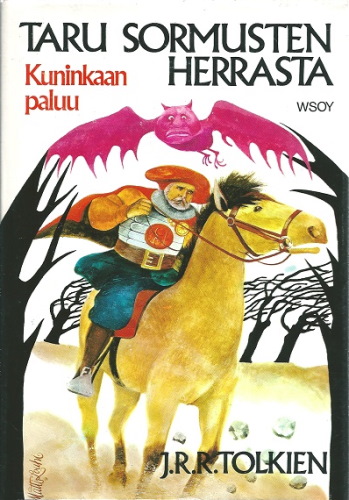 TARU SORMUSTEN
HERRASTA
Kuninkaan
paluu
WSOY
J.R.R.TOLKIEN